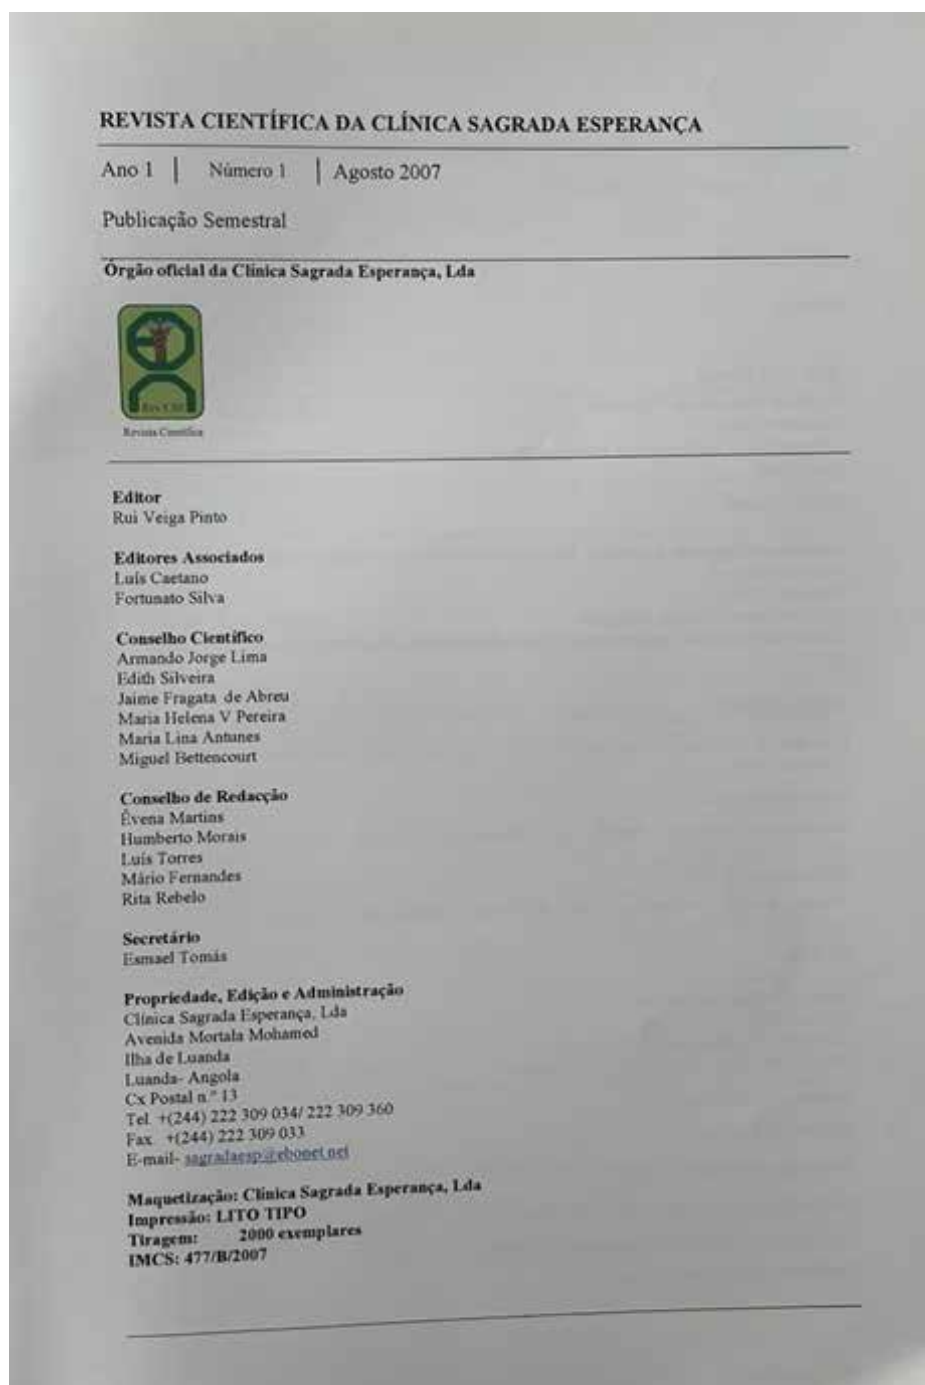 REVISTA CIENTÍFICA DA CLÍNICA SAGRADA ESPERANÇA
Ano 1 | Número 1 | Agosto 2007
Publicação Semestral
Órgão oficial da Clínica Sagrada Esperança, Lda
Revista Científica
Editor
Rui Veiga Pinto
Editores Associados
Luís Caetano
Fortunato Silva
Conselho Científico
Armando Jorge Lima
Edith Silveira
Jaime Fragata de Abreu
Maria Helena V Pereira
Maria Lina Antunes
Miguel Bettencourt
Conselho de Redacção
Évena Martins
Humberto Morais
Luís Torres
Mário Fernandes
Rita Rebelo
Secretário
Esmael Tomás
Propriedade, Edição e Administração
Clínica Sagrada Esperança, Lda
Avenida Mortala Mohamed
Ilha de Luanda
Luanda- Angola
Cx Postal n.º 13
Tel. +(244) 222 309 034/ 222 309 360
Fax. +(244) 222 309 033
E-mail- sagradaesp@ebonet.net
Maquetização: Clínica Sagrada Esperança, Lda
Impressão: LITO TIPO
Tiragem: 2000 exemplares
IMCS: 477/B/2007